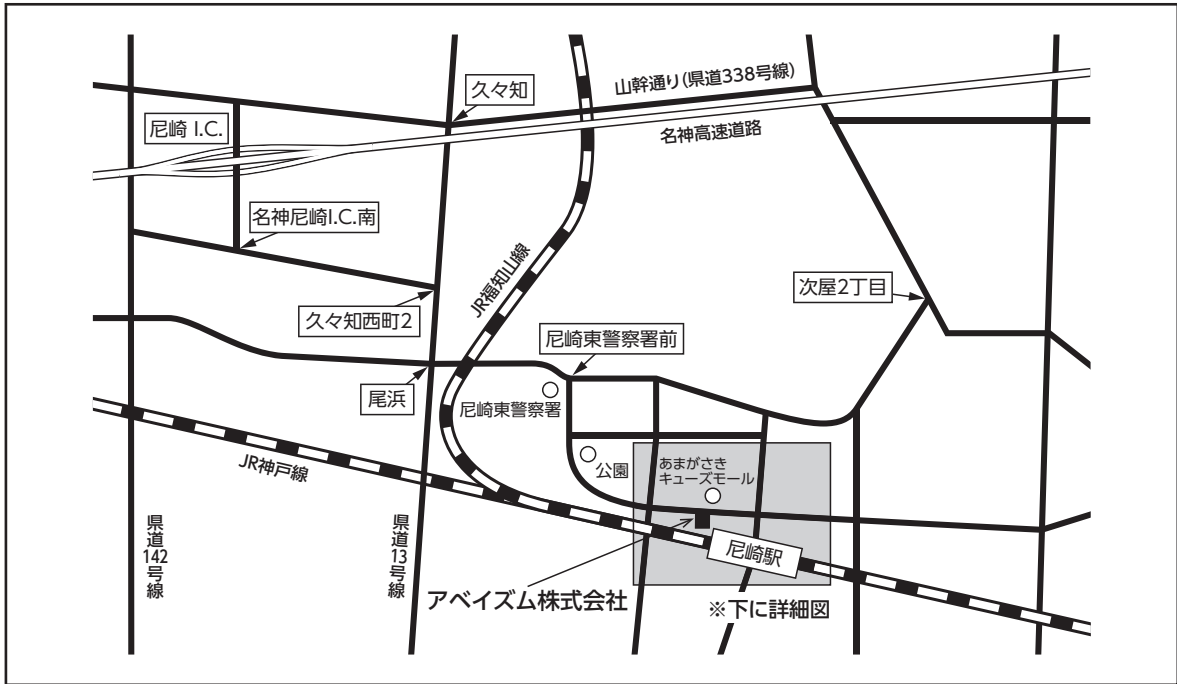 山幹通り(県道338号線)
久々知
尼崎 I.C.
名神高速道路
名神尼崎I.C.南
JR福知山線
次屋2丁目
久々知西町2
尼崎東警察署前
尾浜
尼崎東警察署
JR神戸線
公園
あまがさき
キューズモール
県道
142
号線
県道
13
号線
尼崎駅
アベイズム株式会社
※下に詳細図